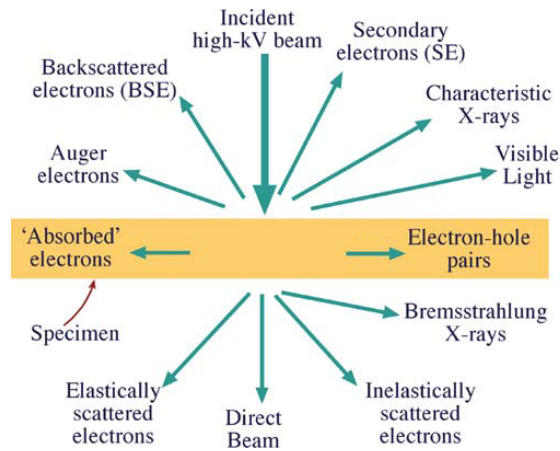 Incident
high-kV beam
Secondary
electrons (SE)
Backscattered
electrons (BSE)
Characteristic
X-rays
Auger
electrons
Visible
Light
‘Absorbed’
electrons
Electron-hole
pairs
Specimen
Bremsstrahlung
X-rays
Elastically
scattered
electrons
Direct
Beam
Inelastically
scattered
electrons